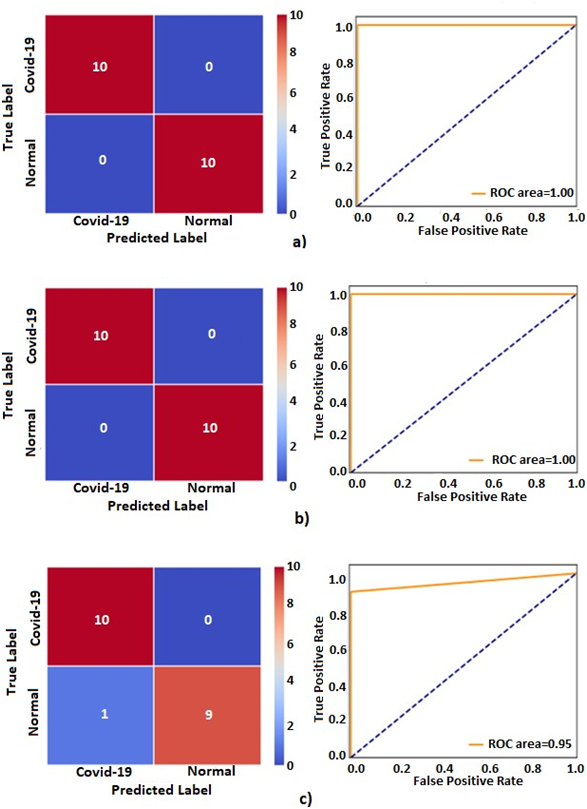 True Label
Covid-19
Normal
10 0
0 10
Covid-19 Normal
Predicted Label
10
8
6
4
2
0
True Positive Rate
1.0
0.8
0.6
0.4
0.2
0.0
ROC area=1.00
0.0 0.2 0.4 0.6 0.8 1.0
False Positive Rate
a)
True Label
Covid-19
Normal
10 0
0 10
Covid-19 Normal
Predicted Label
10
8
6
4
2
0
True Positive Rate
1.0
0.8
0.6
0.4
0.2
0.0
ROC area=1.00
0.0 0.2 0.4 0.6 0.8 1.0
False Positive Rate
b)
True Label
Covid-19
Normal
10 0
1 9
Covid-19 Normal
Predicted Label
10
8
6
4
2
0
True Positive Rate
1.0
0.8
0.6
0.4
0.2
0.0
ROC area=0.95
0.0 0.2 0.4 0.6 0.8 1.0
False Positive Rate
c)